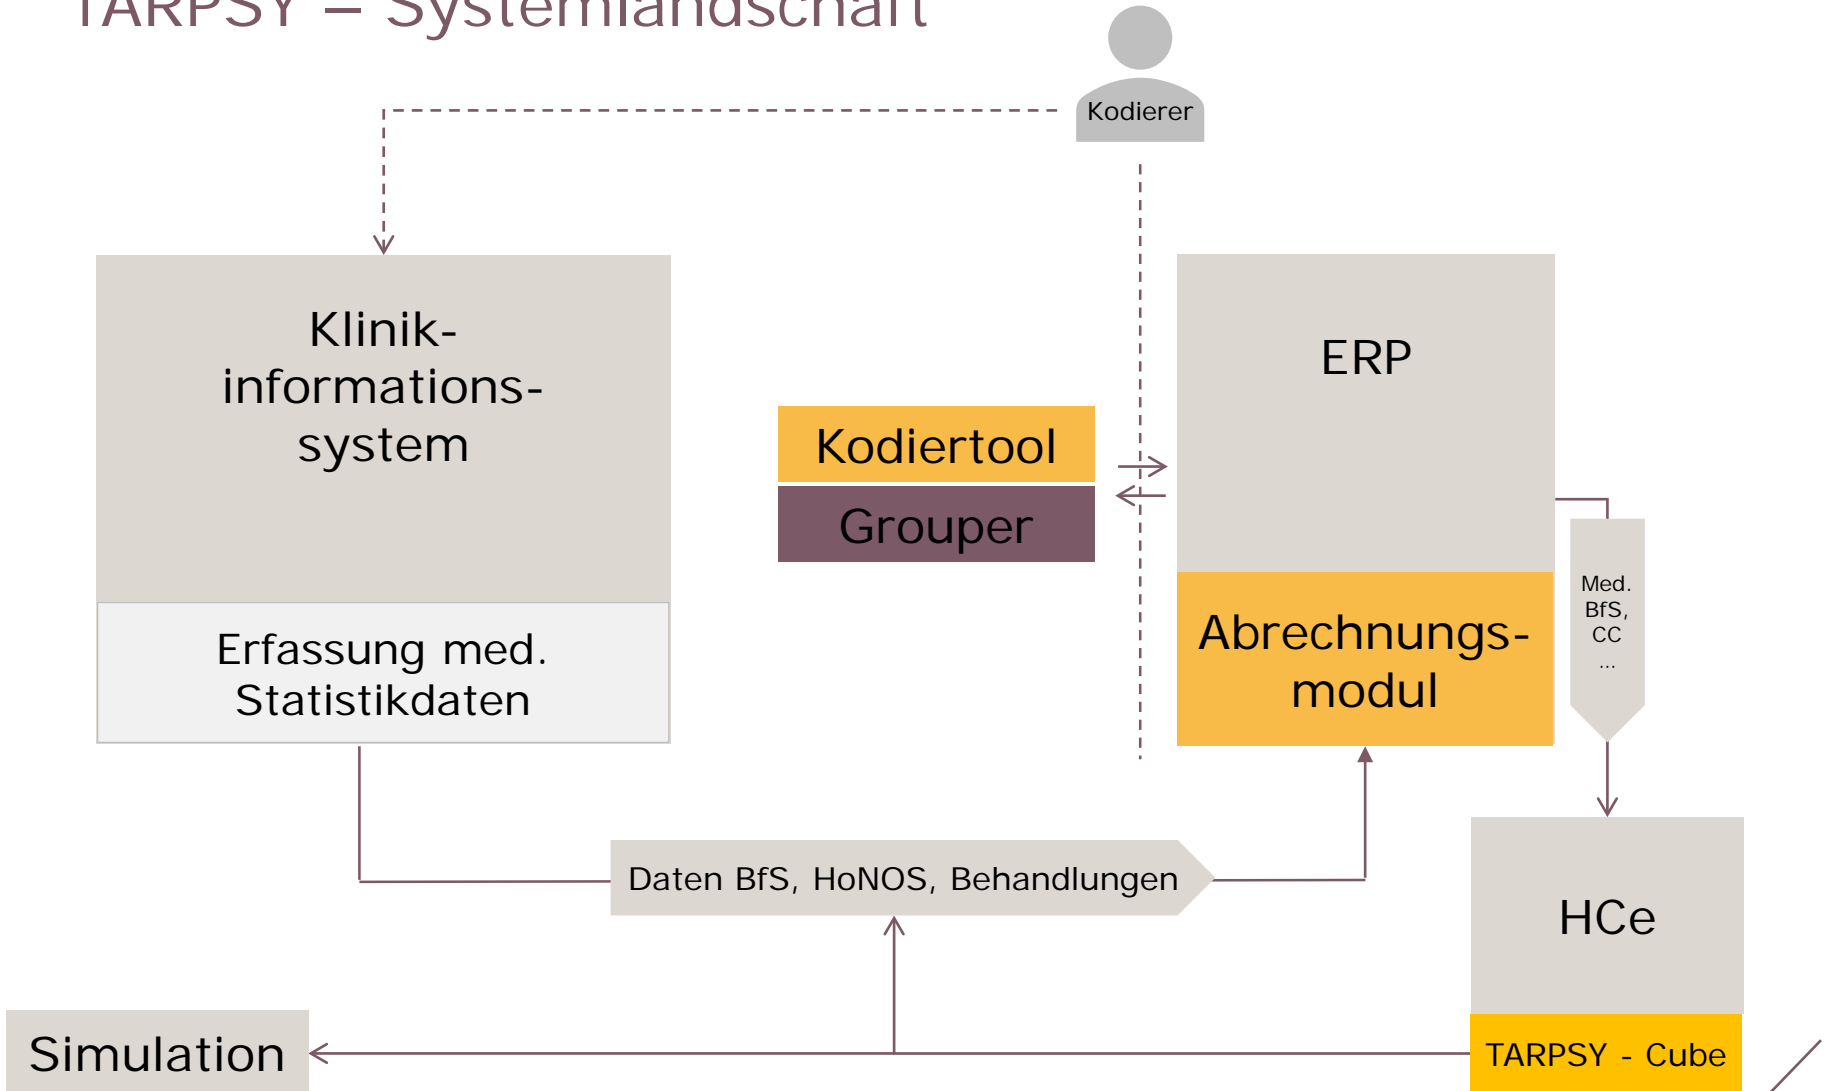 TARPSY – Systemlandschaft
Kodierer
Klinik-
informations-
system
Erfassung med.
Statistikdaten
Kodiertool
Grouper
ERP
Abrechnungs-
modul
Med.
BfS,
CC
...
Daten BfS, HoNOS, Behandlungen
HCe
TARPSY - Cube
Simulation